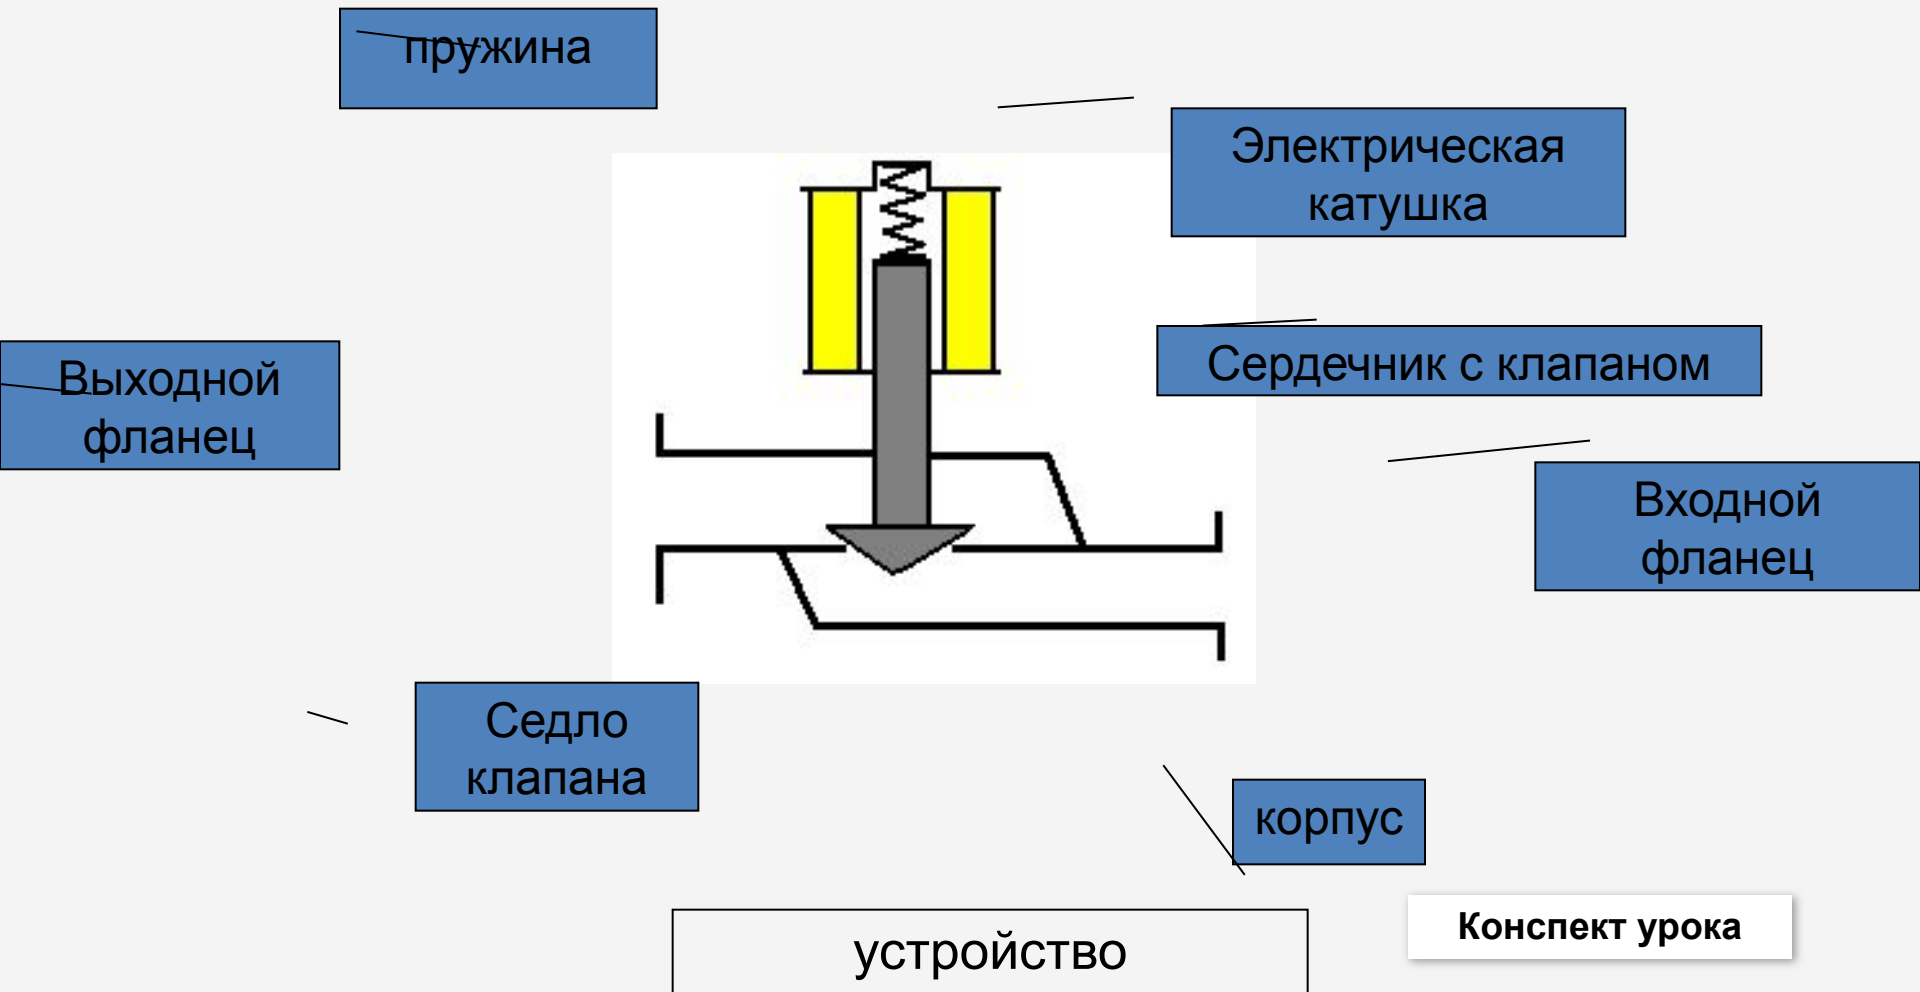 пружина
Электрическая
катушка
Сердечник с клапаном
Выходной
фланец
Входной
фланец
Седло
клапана
корпус
Конспект урока
устройство